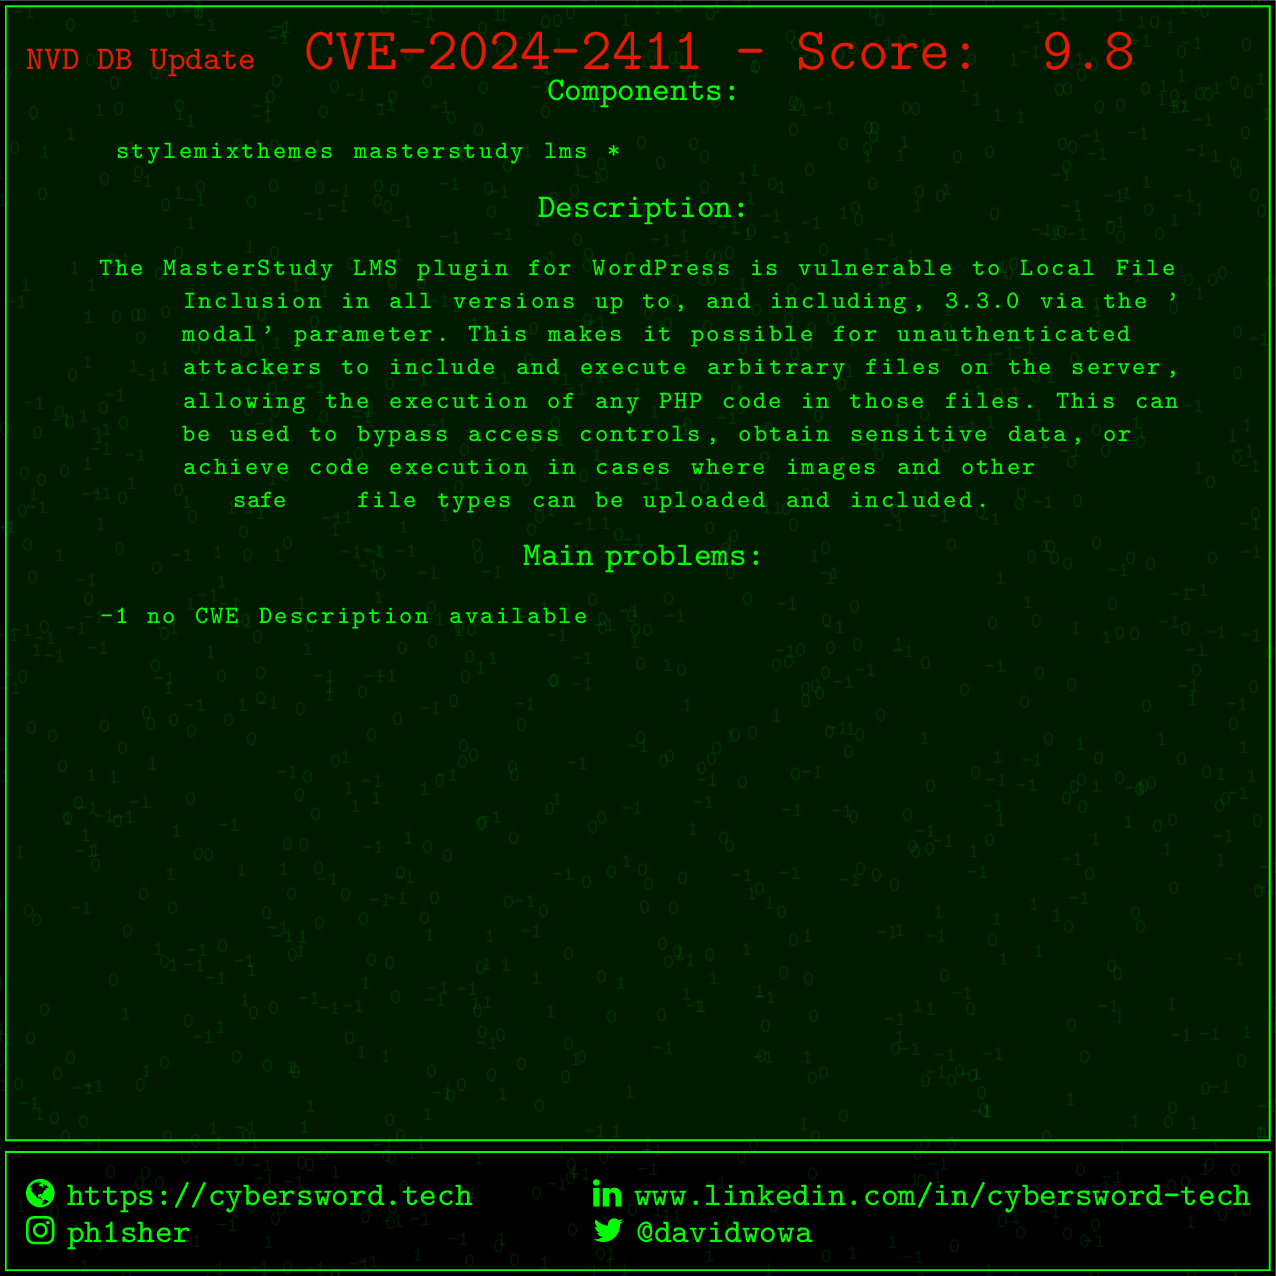 NVD DB Update CVE-2024-2411 - Score: 9.8
Components:
stylemixthemes masterstudy lms *
Description:
The MasterStudy LMS plugin for WordPress is vulnerable to Local File
Inclusion in all versions up to, and including, 3.3.0 via the '
modal' parameter. This makes it possible for unauthenticated
attackers to include and execute arbitrary files on the server,
allowing the execution of any PHP code in those files. This can
be used to bypass access controls, obtain sensitive data, or
achieve code execution in cases where images and other
safe file types can be uploaded and included.
Main problems:
-1 no CWE Description available
https://cybersword.tech www.linkedin.com/in/cybersword-tech
ph1sher @davidwowa